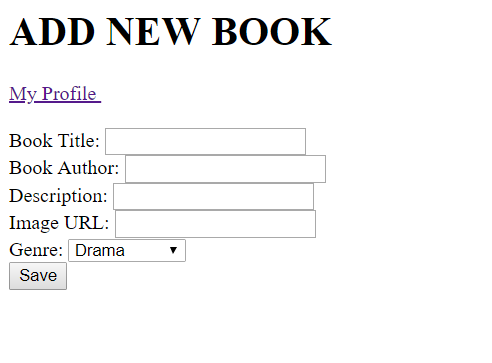 ADD NEW BOOK
My Profile
Book Title:
Book Author:
Description:
Image URL:
Genre: Drama
Save